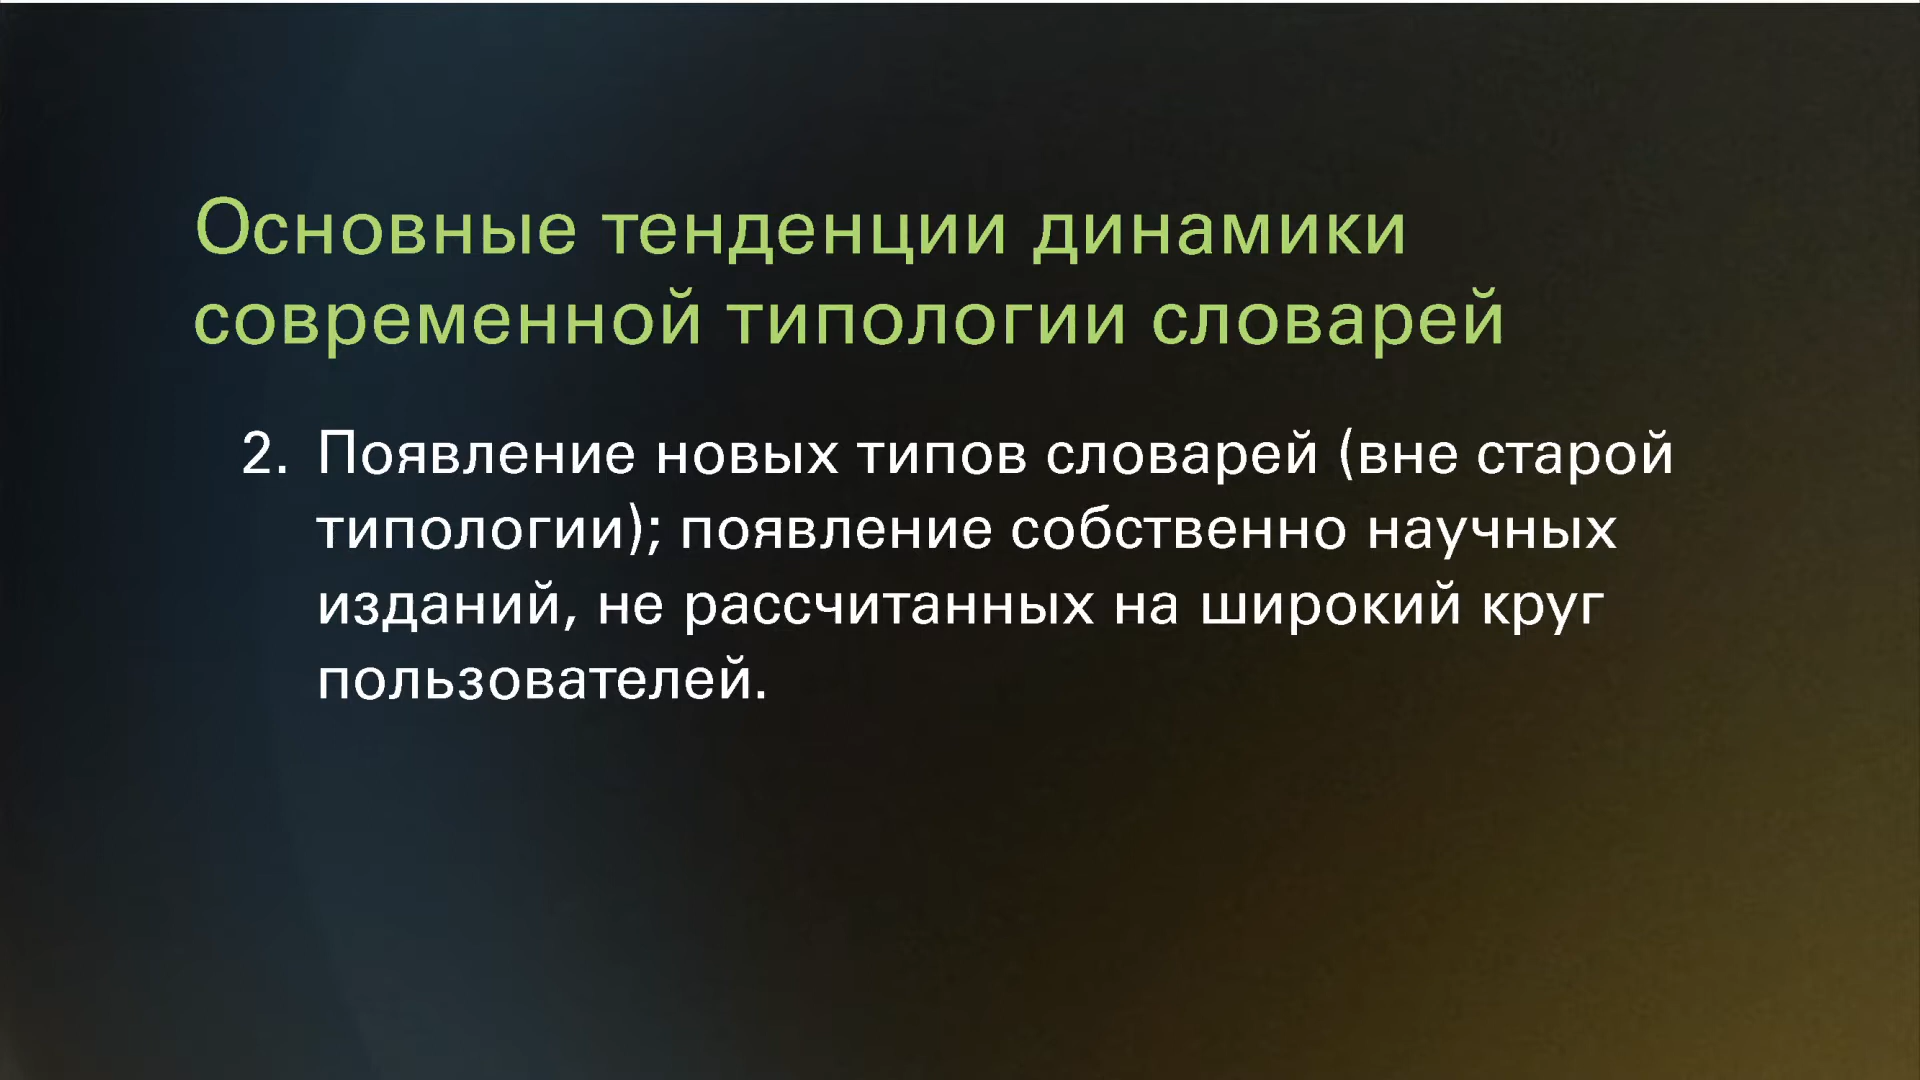 Основные тенденции динамики
современной типологии словарей
2. Появление новых типов словарей (вне старой
типологии); появление собственно научных
изданий, не рассчитанных на широкий круг
пользователей.